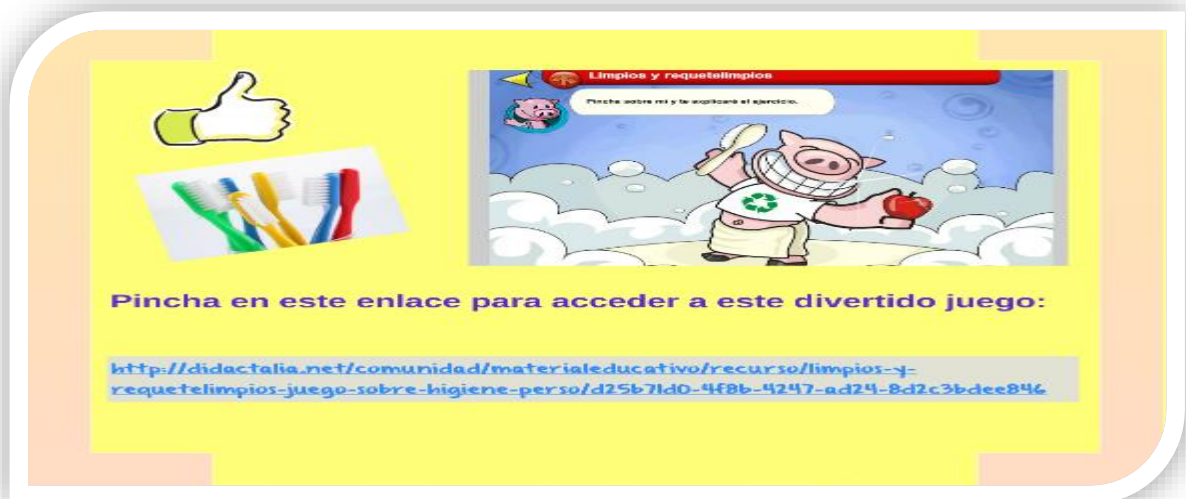 Limpios y requetelimpios
Pincha sobre mi y te explicaré el ejercicio.
Pincha en este enlace para acceder a este divertido juego:
http://didactalia.net/comunidad/materialeducativo/recurso/limpios-y-
requetelimpios-juego-sobre-higiene-perso/d25b71d0-4f8b-4247-ad24-8d2c3bdee846